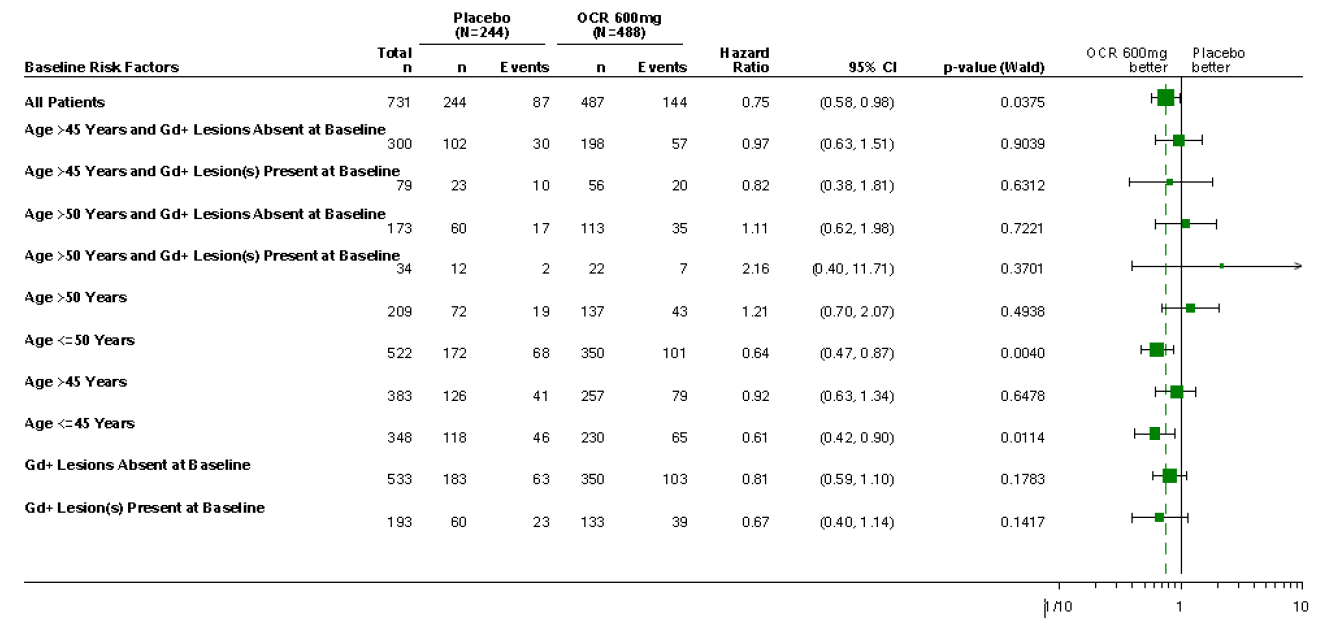 Placebo OCR 600mg
(N=244) (N=488)
Total Hazard OCR 600mg Placebo
Baseline Risk Factors n n Events n Events Ratio 95% CI p-value (Wald) better better
All Patients 731 244 87 487 144 0.75 (0.58, 0.98) 0.0375
Age >45 Years and Gd+ Lesions Absent at Baseline
300 102 30 198 57 0.97 (0.63, 1.51) 0.9039
Age >45 Years and Gd+ Lesion(s) Present at Baseline
79 23 10 56 20 0.82 (0.38, 1.81) 0.6312
Age >50 Years and Gd+ Lesions Absent at Baseline
173 60 17 113 35 1.11 (0.62, 1.98) 0.7221
Age >50 Years and Gd+ Lesion(s) Present at Baseline
34 12 2 22 7 2.16 (0.40, 11.71) 0.3701
Age >50 Years
209 72 19 137 43 1.21 (0.70, 2.07) 0.4938
Age <=50 Years
522 172 68 350 101 0.64 (0.47, 0.87) 0.0040
Age >45 Years
383 126 41 257 79 0.92 (0.63, 1.34) 0.6478
Age <=45 Years
348 118 46 230 65 0.61 (0.42, 0.90) 0.0114
Gd+ Lesions Absent at Baseline
533 183 63 350 103 0.81 (0.59, 1.10) 0.1783
Gd+ Lesion(s) Present at Baseline
193 60 23 133 39 0.67 (0.40, 1.14) 0.1417
1/10 1 10